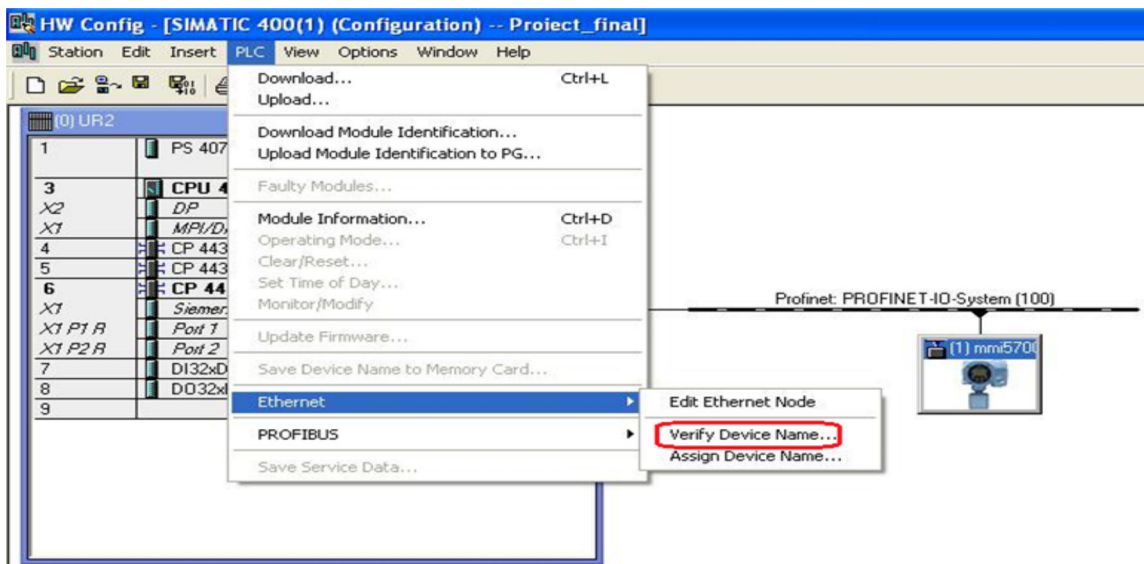 HW Config - [SIMATIC 400(1) (Configuration) -- Proiect_final]
Station Edit Insert PLC View Options Window Help
Download... Ctrl+L
Upload...
Download Module Identification...
Upload Module Identification to PG...
Faulty Modules...
Module Information... Ctrl+D
Operating Mode... Ctrl+I
Clear/Reset...
Set Time of Day...
Monitor/Modify
Update Firmware...
Save Device Name to Memory Card...
Ethernet
PROFIBUS
Save Service Data...
Edit Ethernet Node
Verify Device Name...
Assign Device Name...
(0) UR2
1 PS 407
3 CPU 4
X2 DP
X1 MPI/D
4 CP 443
5 CP 443
6 CP 44
X1 Siemen
X1 P1 R Port 1
X1 P2 R Port 2
7 DI32xD
8 DO32x
9
Profinet: PROFINET-IO-System (100)
(1) mmi570